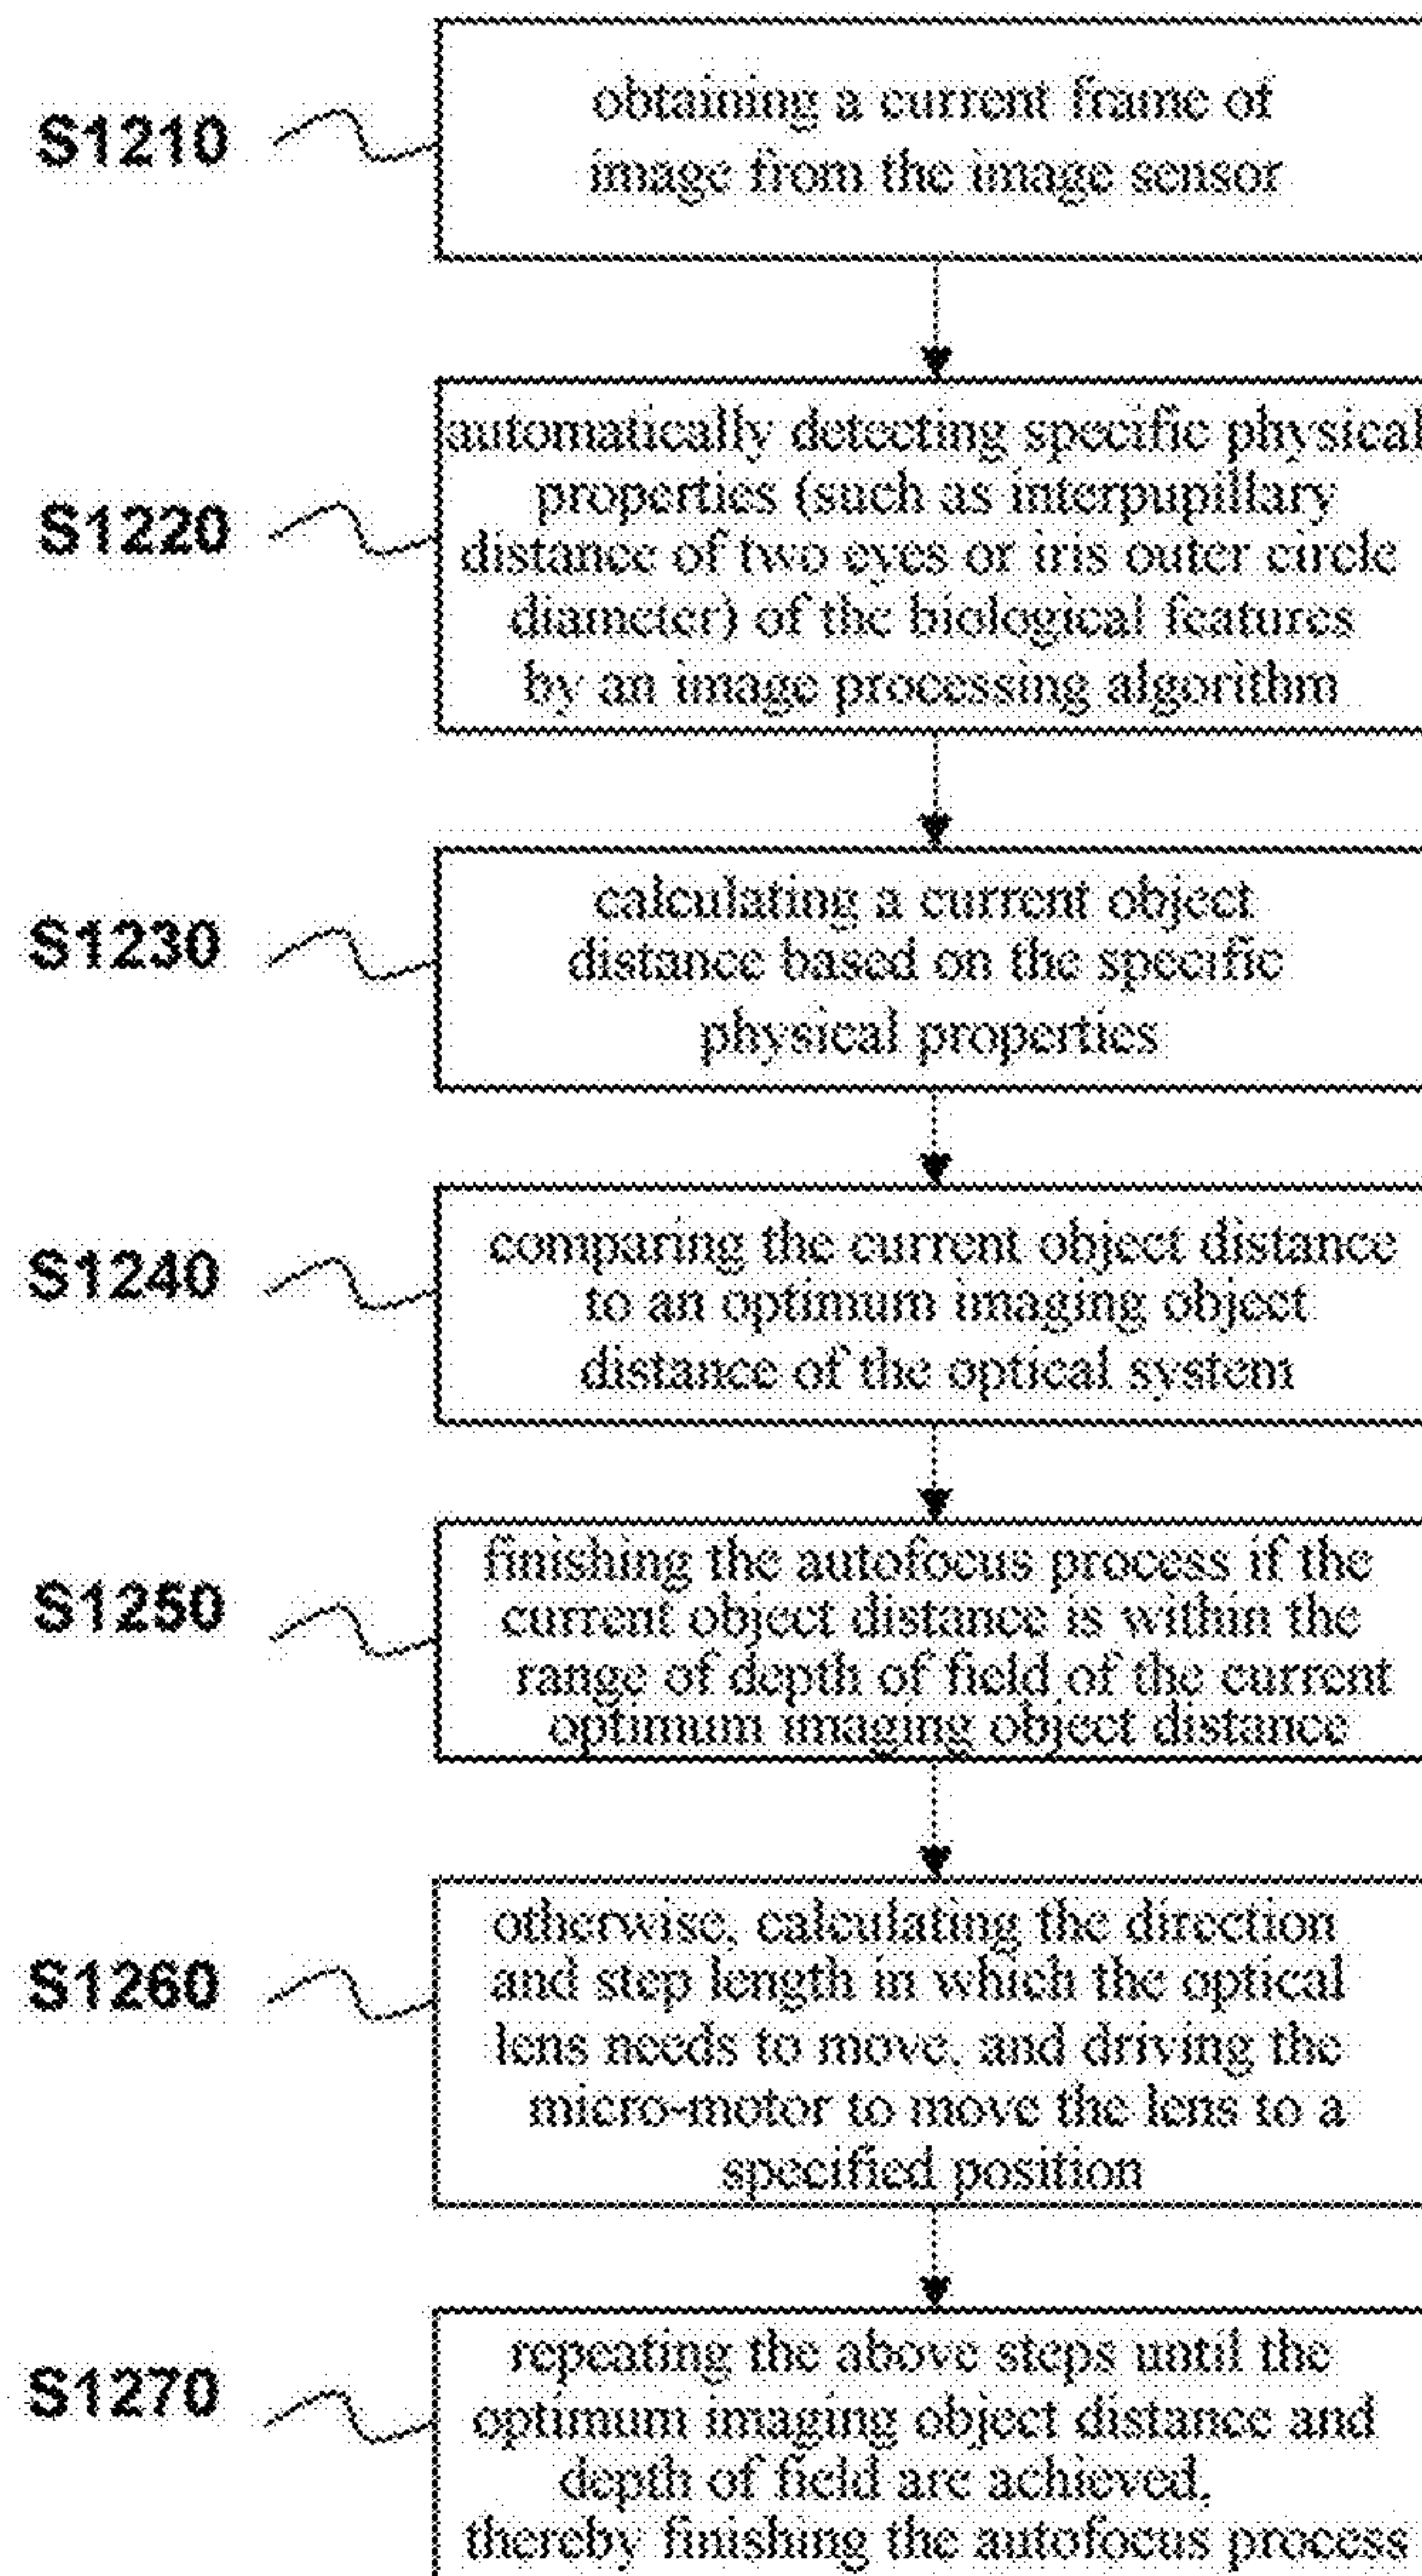 S1210
obtaining a current frame of
image from the image sensor
S1220
automatically detecting specific physical
properties (such as interpupillary
distance of two eyes or iris outer circle
diameter) of the biological features
by an image processing algorithm
S1230
calculating a current object
distance based on the specific
physical properties
S1240
comparing the current object distance
to an optimum imaging object
distance of the optical system
S1250
finishing the autofocus process if the
current object distance is within the
range of depth of field of the current
optimum imaging object distance
S1260
otherwise, calculating the direction
and step length in which the optical
lens needs to move, and driving the
micro-motor to move the lens to a
specified position
S1270
repeating the above steps until the
optimum imaging object distance and
depth of field are achieved,
thereby finishing the autofocus process